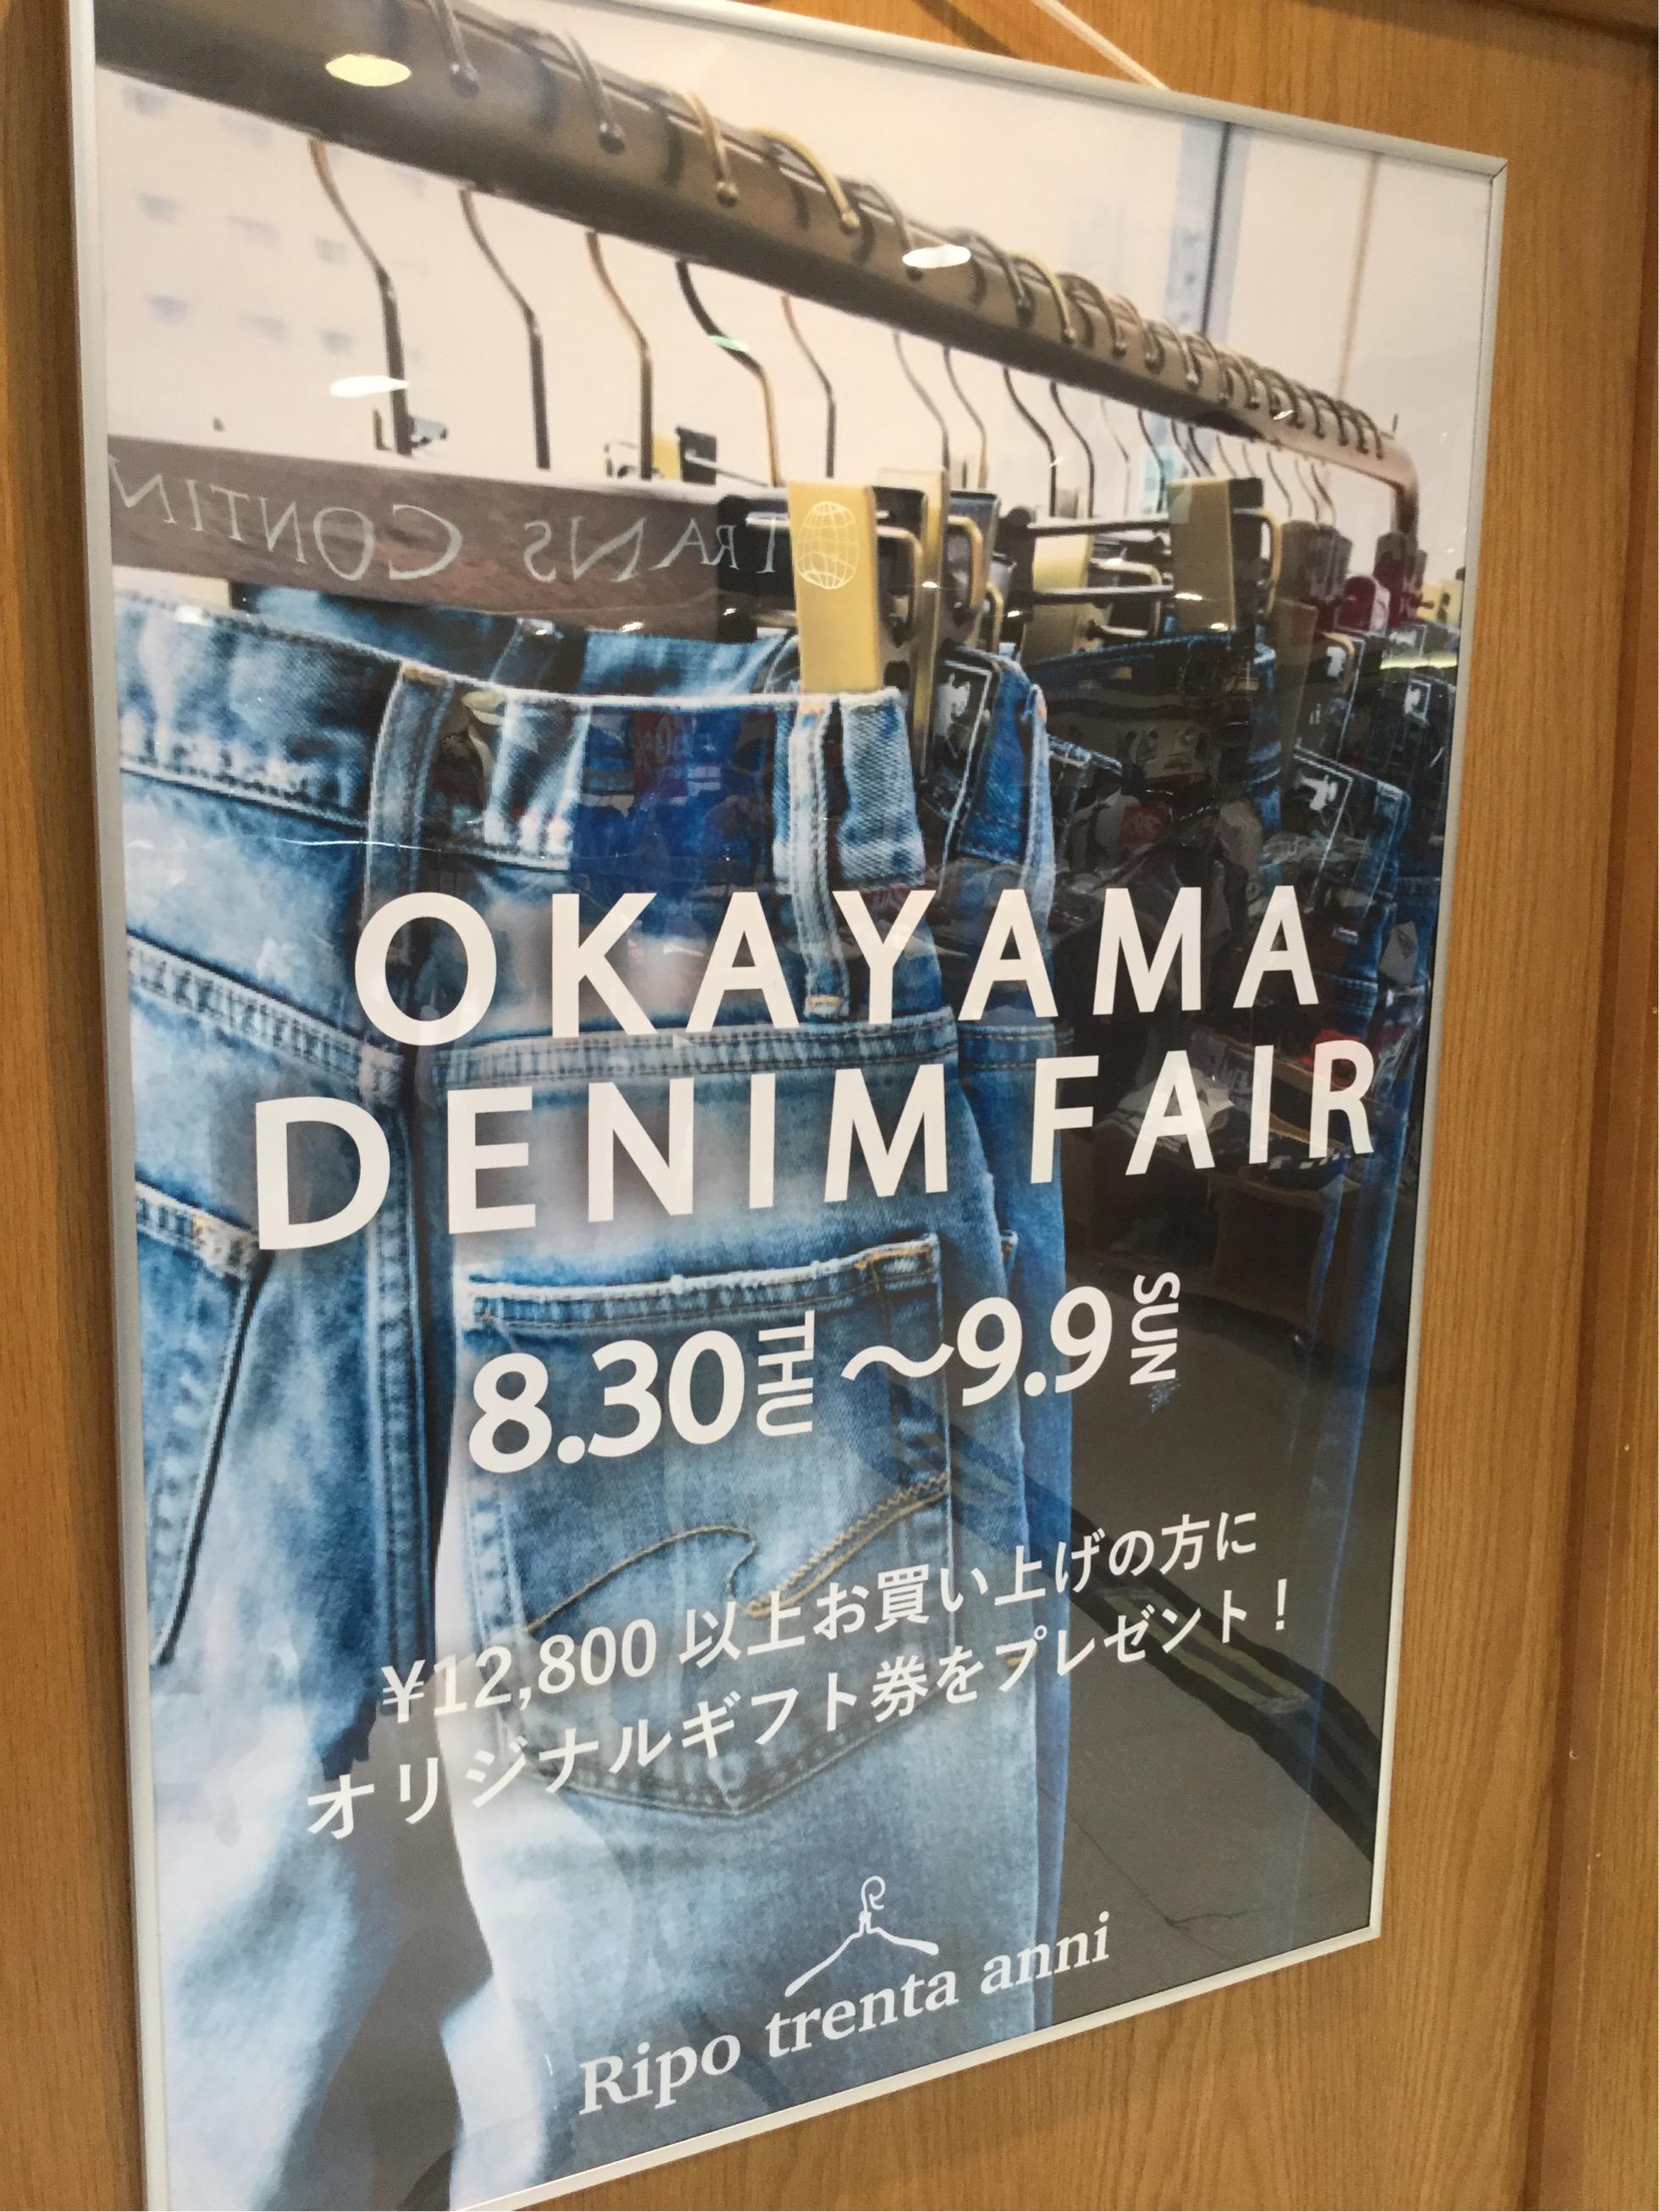 TRANS CONTIN
OKAYAMA
DENIM FAIR
8.30 THU 〜9.9 SUN
¥12,800 以上お買い上げの方に
オリジナルギフト券をプレゼント!
Ripo trenta anni